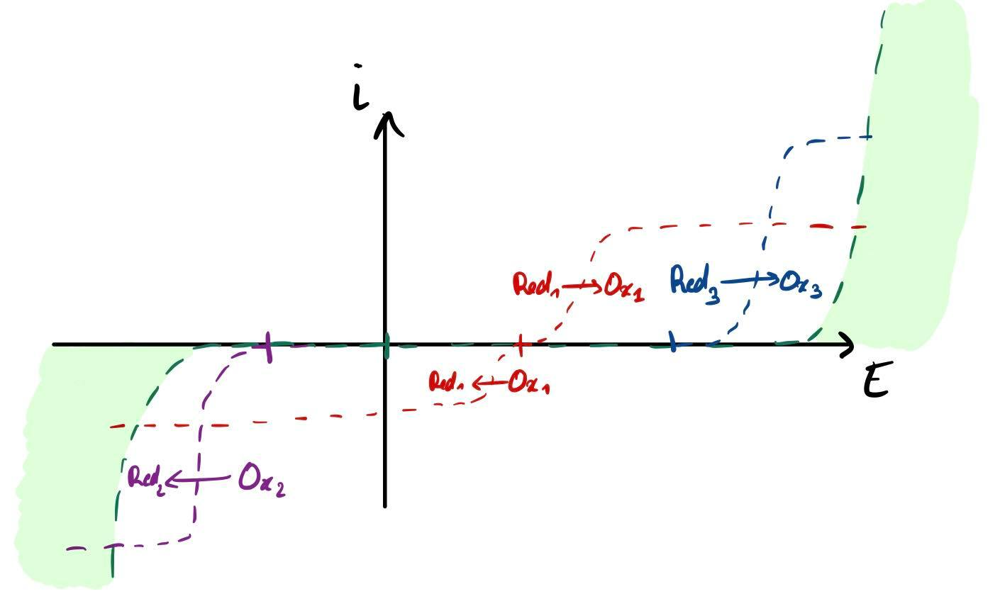 i
Red₁ → Ox₁
Red₃ → Ox₃
E
Red₁ ← Ox₁
Red₂ ← Ox₂